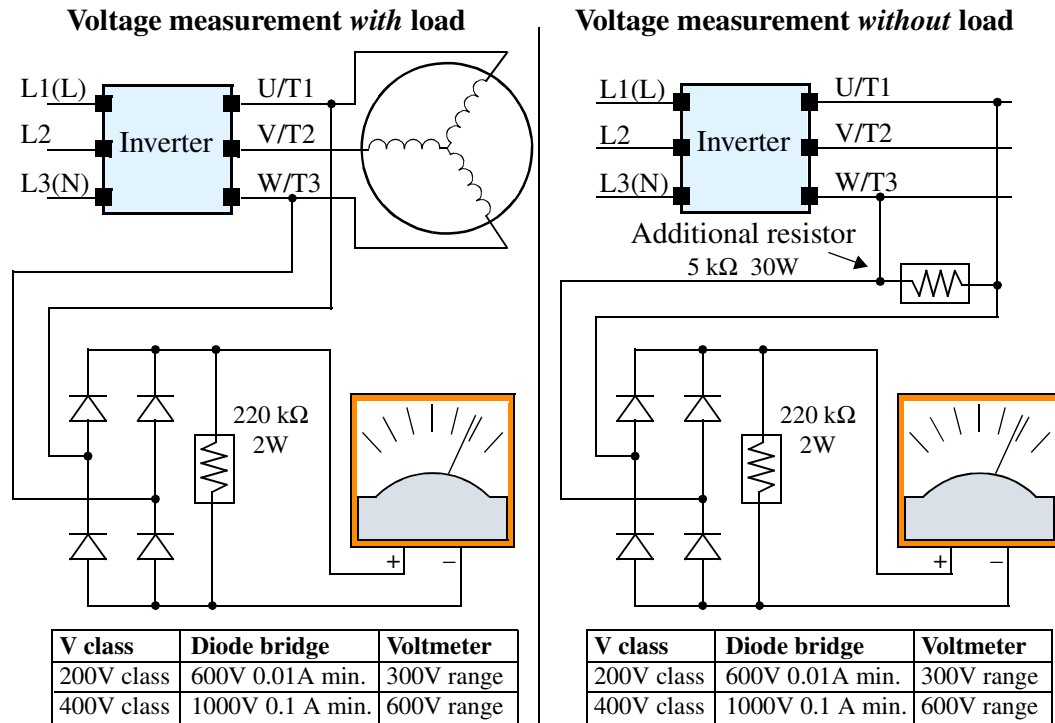 Voltage measurement with load
L1(L)
L2
L3(N)
Inverter
U/T1
V/T2
W/T3
220 kΩ
2W
+ −
V class Diode bridge Voltmeter
200V class 600V 0.01A min. 300V range
400V class 1000V 0.1 A min. 600V range
Voltage measurement without load
L1(L)
L2
L3(N)
Inverter
U/T1
V/T2
W/T3
Additional resistor
5 kΩ 30W
220 kΩ
2W
+ −
V class Diode bridge Voltmeter
200V class 600V 0.01A min. 300V range
400V class 1000V 0.1 A min. 600V range